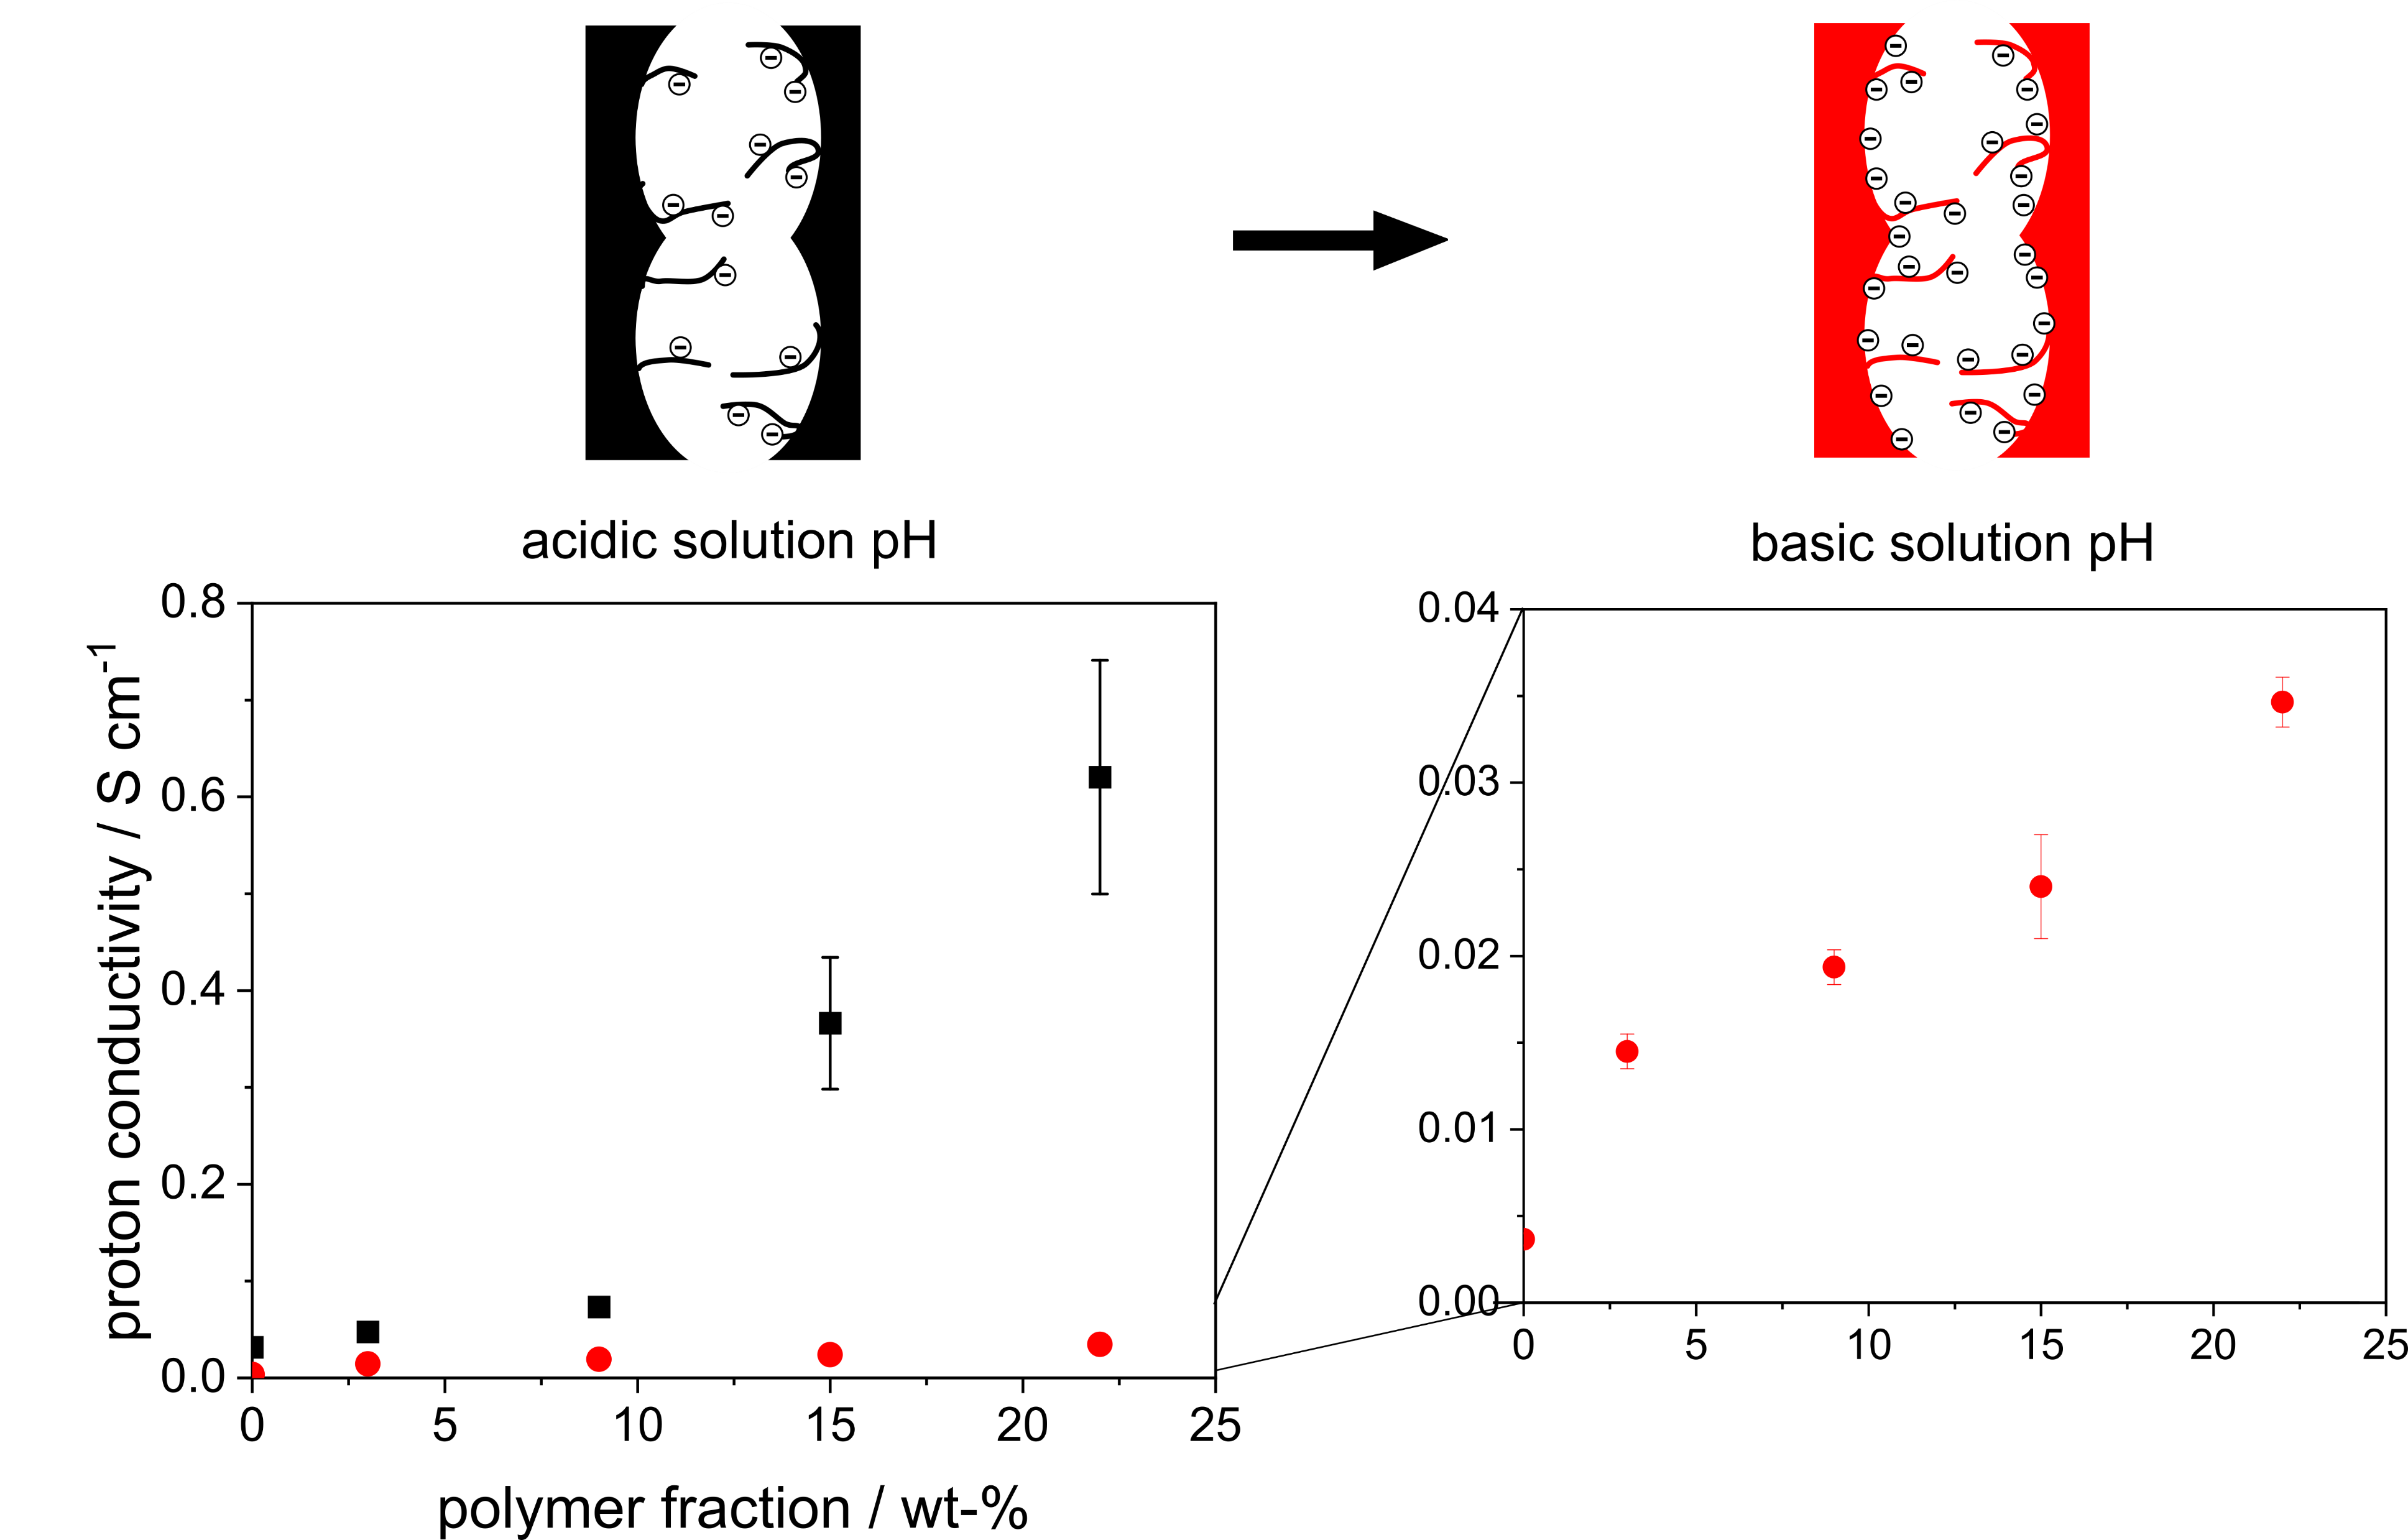 acidic solution pH
basic solution pH
proton conductivity / S cm⁻¹
0.8
0.6
0.4
0.2
0.0
0 5 10 15 20 25
polymer fraction / wt-%
0.04
0.03
0.02
0.01
0.00
0 5 10 15 20 25